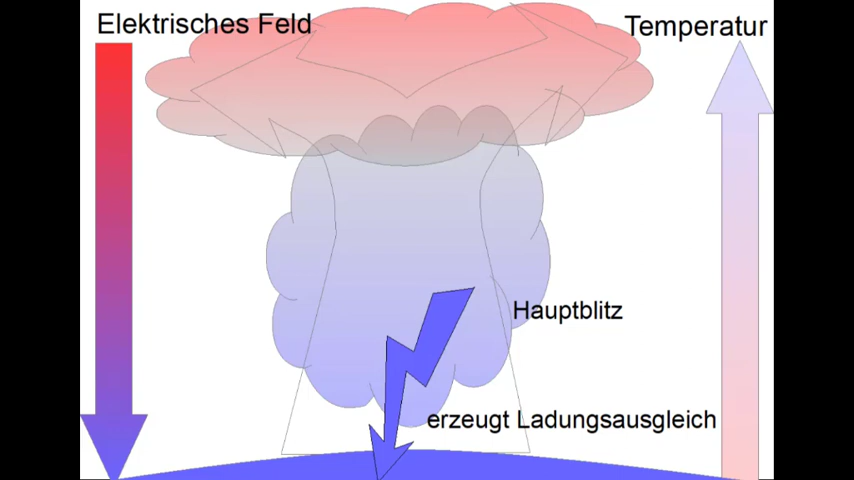 Elektrisches Feld
Temperatur
Hauptblitz
erzeugt Ladungsausgleich